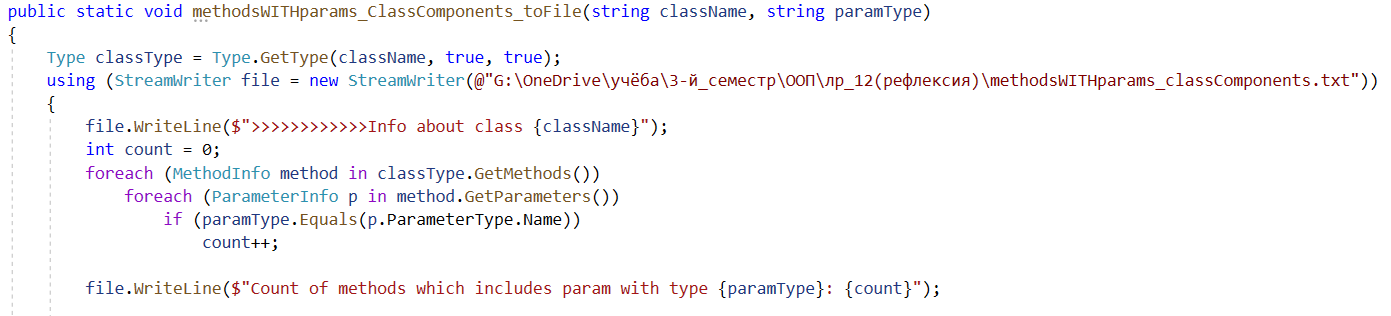 public static void methodsWITHparams_ClassComponents_toFile(string className, string paramType)
{
Type classType = Type.GetType(className, true, true);
using (StreamWriter file = new StreamWriter(@"G:\OneDrive\учёба\3-й_семестр\ООП\лр_12(рефлексия)\methodsWITHparams_classComponents.txt"))
{
file.WriteLine($">>>>>>>>>>>>Info about class {className}");
int count = 0;
foreach (MethodInfo method in classType.GetMethods())
foreach (ParameterInfo p in method.GetParameters())
if (paramType.Equals(p.ParameterType.Name))
count++;
file.WriteLine($"Count of methods which includes param with type {paramType}: {count}");